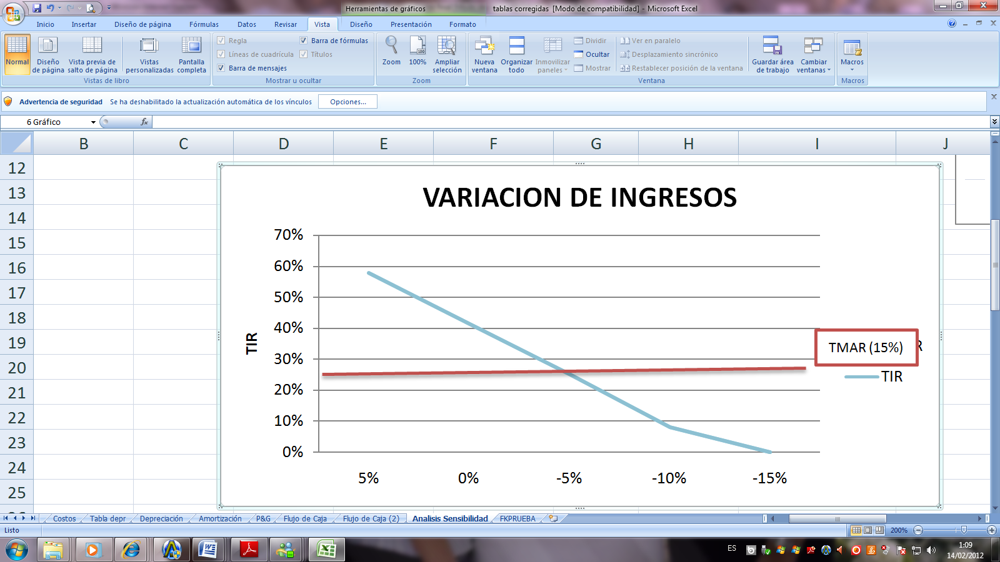 Herramientas de gráficos
tablas corregidas [Modo de compatibilidad] - Microsoft Excel
Inicio Insertar Diseño de página Fórmulas Datos Revisar Vista Diseño Presentación Formato
Normal
Diseño de página
Vista previa de salto de página
Vistas personalizadas
Pantalla completa
Vistas de libro
Regla
Líneas de cuadrícula
Barra de mensajes
Barra de fórmulas
Títulos
Mostrar u ocultar
Zoom
100%
Ampliar selección
Zoom
Nueva ventana
Organizar todo
Inmovilizar paneles
Dividir
Ocultar
Mostrar
Ver en paralelo
Desplazamiento sincrónico
Restablecer posición de la ventana
Guardar área de trabajo
Cambiar ventanas
Ventana
Macros
Macros
Advertencia de seguridad Se ha deshabilitado la actualización automática de los vínculos Opciones...
6 Gráfico
fx
B C D E F G H I J
12
13
14
15
16
17
18
19
20
21
22
23
24
25
VARIACION DE INGRESOS
70%
60%
50%
40%
30%
20%
10%
0%
TIR
5% 0% -5% -10% -15%
TMAR (15%)
R
TIR
Costos Tabla depr Depreciación Amortización P&G Flujo de Caja Flujo de Caja (2) Analisis Sensibilidad FKPRUEBA
Listo
200%
ES
1:09
14/02/2012